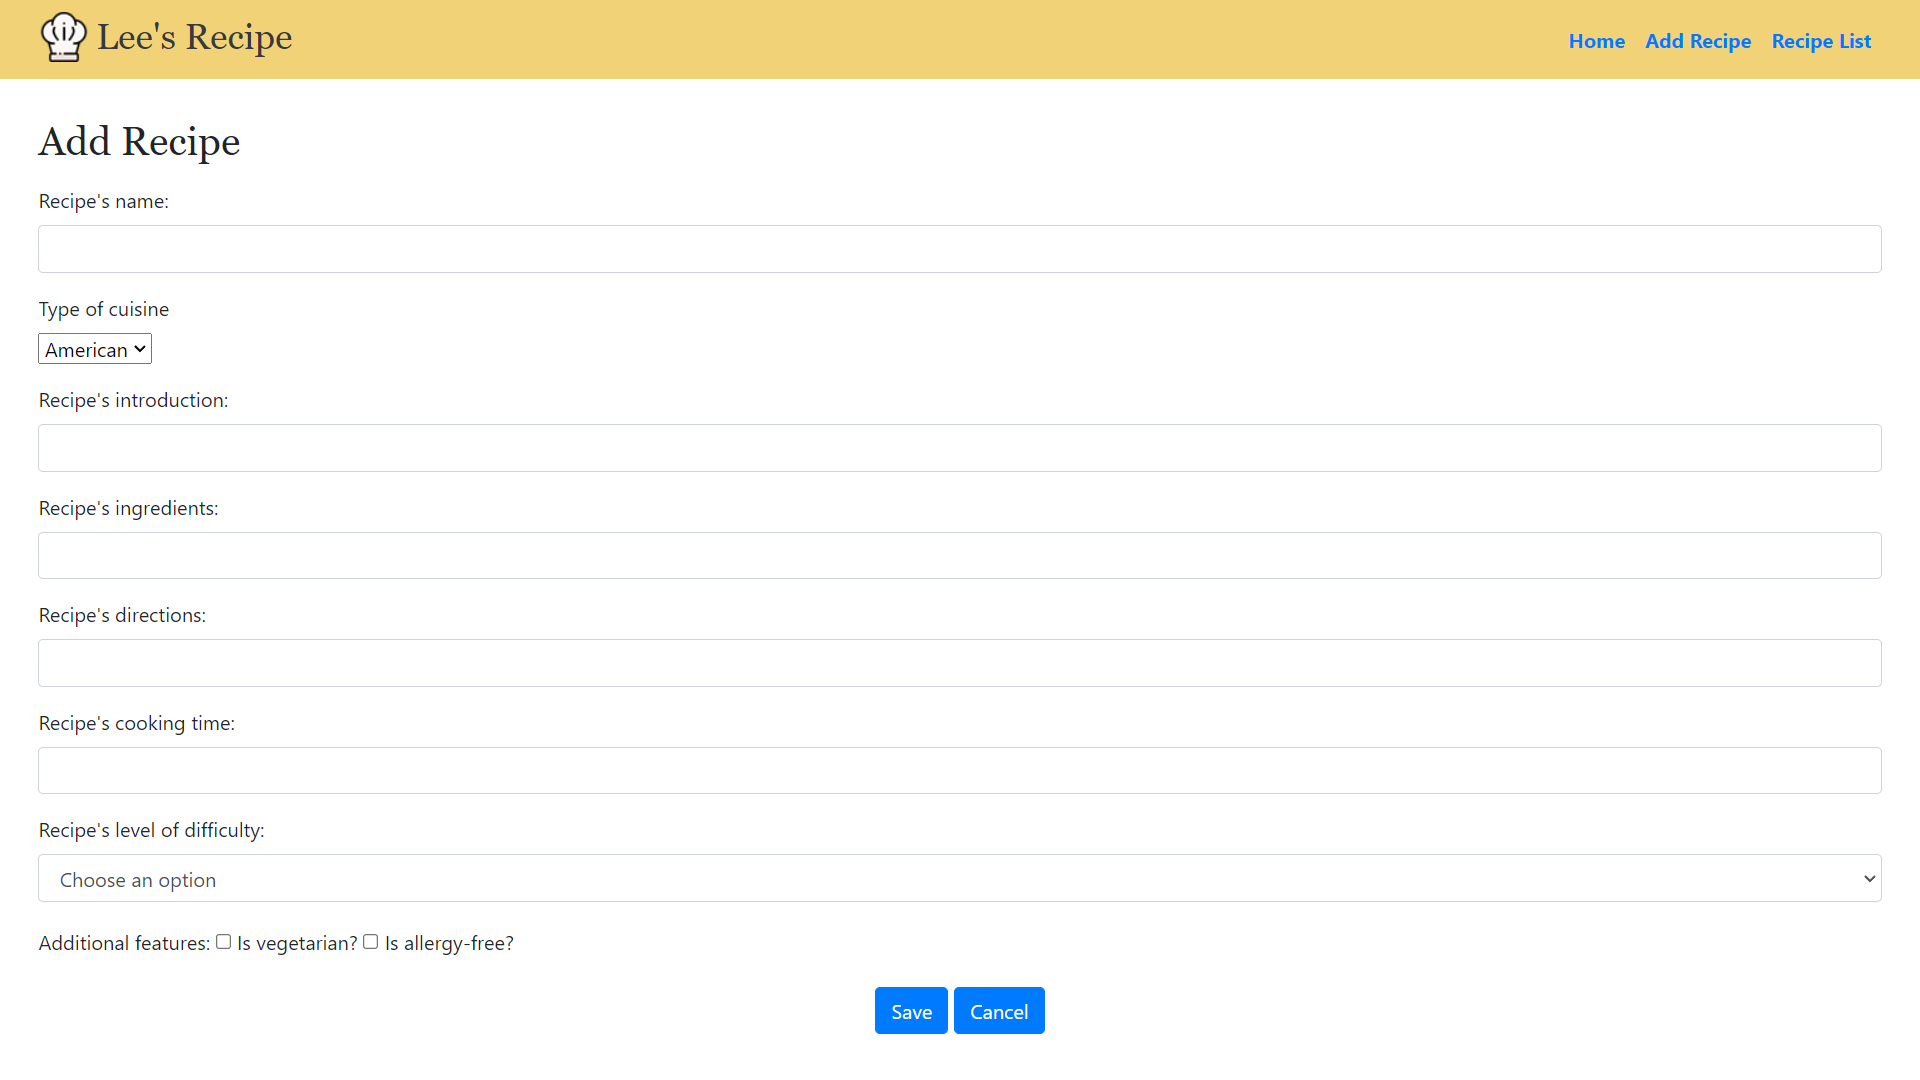 Lee's Recipe
Home Add Recipe Recipe List
Add Recipe
Recipe's name:
Type of cuisine
American
Recipe's introduction:
Recipe's ingredients:
Recipe's directions:
Recipe's cooking time:
Recipe's level of difficulty:
Choose an option
Additional features: Is vegetarian? Is allergy-free?
Save Cancel